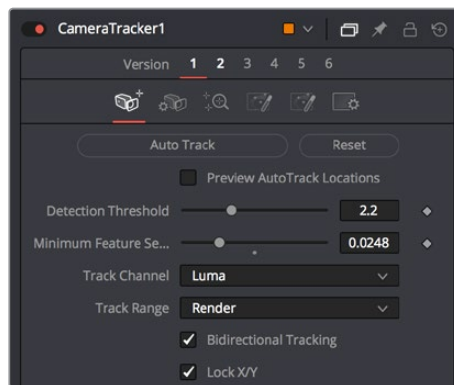 CameraTracker1
Version 1 2 3 4 5 6
Auto Track Reset
Preview AutoTrack Locations
Detection Threshold 2.2
Minimum Feature Se... 0.0248
Track Channel Luma
Track Range Render
Bidirectional Tracking
Lock X/Y